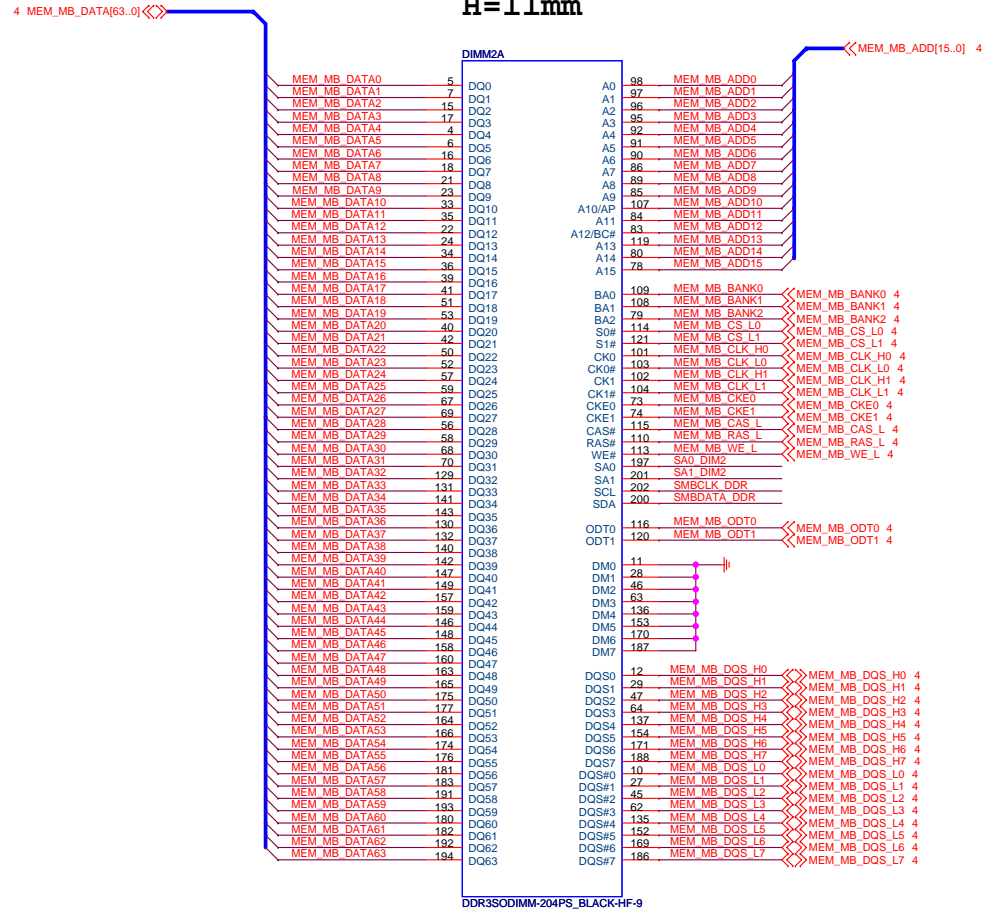 H=11mm
4 MEM_MB_DATA[63..0]
MEM_MB_ADD[15..0] 4
DIMM2A
MEM_MB_DATA0 5 DQ0
MEM_MB_DATA1 7 DQ1
MEM_MB_DATA2 15 DQ2
MEM_MB_DATA3 17 DQ3
MEM_MB_DATA4 4 DQ4
MEM_MB_DATA5 6 DQ5
MEM_MB_DATA6 16 DQ6
MEM_MB_DATA7 18 DQ7
MEM_MB_DATA8 21 DQ8
MEM_MB_DATA9 23 DQ9
MEM_MB_DATA10 33 DQ10
MEM_MB_DATA11 35 DQ11
MEM_MB_DATA12 22 DQ12
MEM_MB_DATA13 24 DQ13
MEM_MB_DATA14 34 DQ14
MEM_MB_DATA15 36 DQ15
MEM_MB_DATA16 39 DQ16
MEM_MB_DATA17 41 DQ17
MEM_MB_DATA18 51 DQ18
MEM_MB_DATA19 53 DQ19
MEM_MB_DATA20 40 DQ20
MEM_MB_DATA21 42 DQ21
MEM_MB_DATA22 50 DQ22
MEM_MB_DATA23 52 DQ23
MEM_MB_DATA24 57 DQ24
MEM_MB_DATA25 59 DQ25
MEM_MB_DATA26 67 DQ26
MEM_MB_DATA27 69 DQ27
MEM_MB_DATA28 56 DQ28
MEM_MB_DATA29 58 DQ29
MEM_MB_DATA30 68 DQ30
MEM_MB_DATA31 70 DQ31
MEM_MB_DATA32 129 DQ32
MEM_MB_DATA33 131 DQ33
MEM_MB_DATA34 141 DQ34
MEM_MB_DATA35 143 DQ35
MEM_MB_DATA36 130 DQ36
MEM_MB_DATA37 132 DQ37
MEM_MB_DATA38 140 DQ38
MEM_MB_DATA39 142 DQ39
MEM_MB_DATA40 147 DQ40
MEM_MB_DATA41 149 DQ41
MEM_MB_DATA42 157 DQ42
MEM_MB_DATA43 159 DQ43
MEM_MB_DATA44 146 DQ44
MEM_MB_DATA45 148 DQ45
MEM_MB_DATA46 158 DQ46
MEM_MB_DATA47 160 DQ47
MEM_MB_DATA48 163 DQ48
MEM_MB_DATA49 165 DQ49
MEM_MB_DATA50 175 DQ50
MEM_MB_DATA51 177 DQ51
MEM_MB_DATA52 164 DQ52
MEM_MB_DATA53 166 DQ53
MEM_MB_DATA54 174 DQ54
MEM_MB_DATA55 176 DQ55
MEM_MB_DATA56 181 DQ56
MEM_MB_DATA57 183 DQ57
MEM_MB_DATA58 191 DQ58
MEM_MB_DATA59 193 DQ59
MEM_MB_DATA60 180 DQ60
MEM_MB_DATA61 182 DQ61
MEM_MB_DATA62 192 DQ62
MEM_MB_DATA63 194 DQ63
A0 98 MEM_MB_ADD0
A1 97 MEM_MB_ADD1
A2 96 MEM_MB_ADD2
A3 95 MEM_MB_ADD3
A4 92 MEM_MB_ADD4
A5 91 MEM_MB_ADD5
A6 90 MEM_MB_ADD6
A7 86 MEM_MB_ADD7
A8 89 MEM_MB_ADD8
A9 85 MEM_MB_ADD9
A10/AP 107 MEM_MB_ADD10
A11 84 MEM_MB_ADD11
A12/BC# 83 MEM_MB_ADD12
A13 119 MEM_MB_ADD13
A14 80 MEM_MB_ADD14
A15 78 MEM_MB_ADD15
BA0 109 MEM_MB_BANK0 MEM_MB_BANK0 4
BA1 108 MEM_MB_BANK1 MEM_MB_BANK1 4
BA2 79 MEM_MB_BANK2 MEM_MB_BANK2 4
S0# 114 MEM_MB_CS_L0 MEM_MB_CS_L0 4
S1# 121 MEM_MB_CS_L1 MEM_MB_CS_L1 4
CK0 101 MEM_MB_CLK_H0 MEM_MB_CLK_H0 4
CK0# 103 MEM_MB_CLK_L0 MEM_MB_CLK_L0 4
CK1 102 MEM_MB_CLK_H1 MEM_MB_CLK_H1 4
CK1# 104 MEM_MB_CLK_L1 MEM_MB_CLK_L1 4
CKE0 73 MEM_MB_CKE0 MEM_MB_CKE0 4
CKE1 74 MEM_MB_CKE1 MEM_MB_CKE1 4
CAS# 115 MEM_MB_CAS_L MEM_MB_CAS_L 4
RAS# 110 MEM_MB_RAS_L MEM_MB_RAS_L 4
WE# 113 MEM_MB_WE_L MEM_MB_WE_L 4
SA0 197 SA0_DIM2
SA1 201 SA1_DIM2
SCL 202 SMBCLK_DDR
SDA 200 SMBDATA_DDR
ODT0 116 MEM_MB_ODT0 MEM_MB_ODT0 4
ODT1 120 MEM_MB_ODT1 MEM_MB_ODT1 4
DM0 11
DM1 28
DM2 46
DM3 63
DM4 136
DM5 153
DM6 170
DM7 187
DQS0 12 MEM_MB_DQS_H0 MEM_MB_DQS_H0 4
DQS1 29 MEM_MB_DQS_H1 MEM_MB_DQS_H1 4
DQS2 47 MEM_MB_DQS_H2 MEM_MB_DQS_H2 4
DQS3 64 MEM_MB_DQS_H3 MEM_MB_DQS_H3 4
DQS4 137 MEM_MB_DQS_H4 MEM_MB_DQS_H4 4
DQS5 154 MEM_MB_DQS_H5 MEM_MB_DQS_H5 4
DQS6 171 MEM_MB_DQS_H6 MEM_MB_DQS_H6 4
DQS7 188 MEM_MB_DQS_H7 MEM_MB_DQS_H7 4
DQS#0 10 MEM_MB_DQS_L0 MEM_MB_DQS_L0 4
DQS#1 27 MEM_MB_DQS_L1 MEM_MB_DQS_L1 4
DQS#2 45 MEM_MB_DQS_L2 MEM_MB_DQS_L2 4
DQS#3 62 MEM_MB_DQS_L3 MEM_MB_DQS_L3 4
DQS#4 135 MEM_MB_DQS_L4 MEM_MB_DQS_L4 4
DQS#5 152 MEM_MB_DQS_L5 MEM_MB_DQS_L5 4
DQS#6 169 MEM_MB_DQS_L6 MEM_MB_DQS_L6 4
DQS#7 186 MEM_MB_DQS_L7 MEM_MB_DQS_L7 4
DDR3SODIMM-204PS_BLACK-HF-9